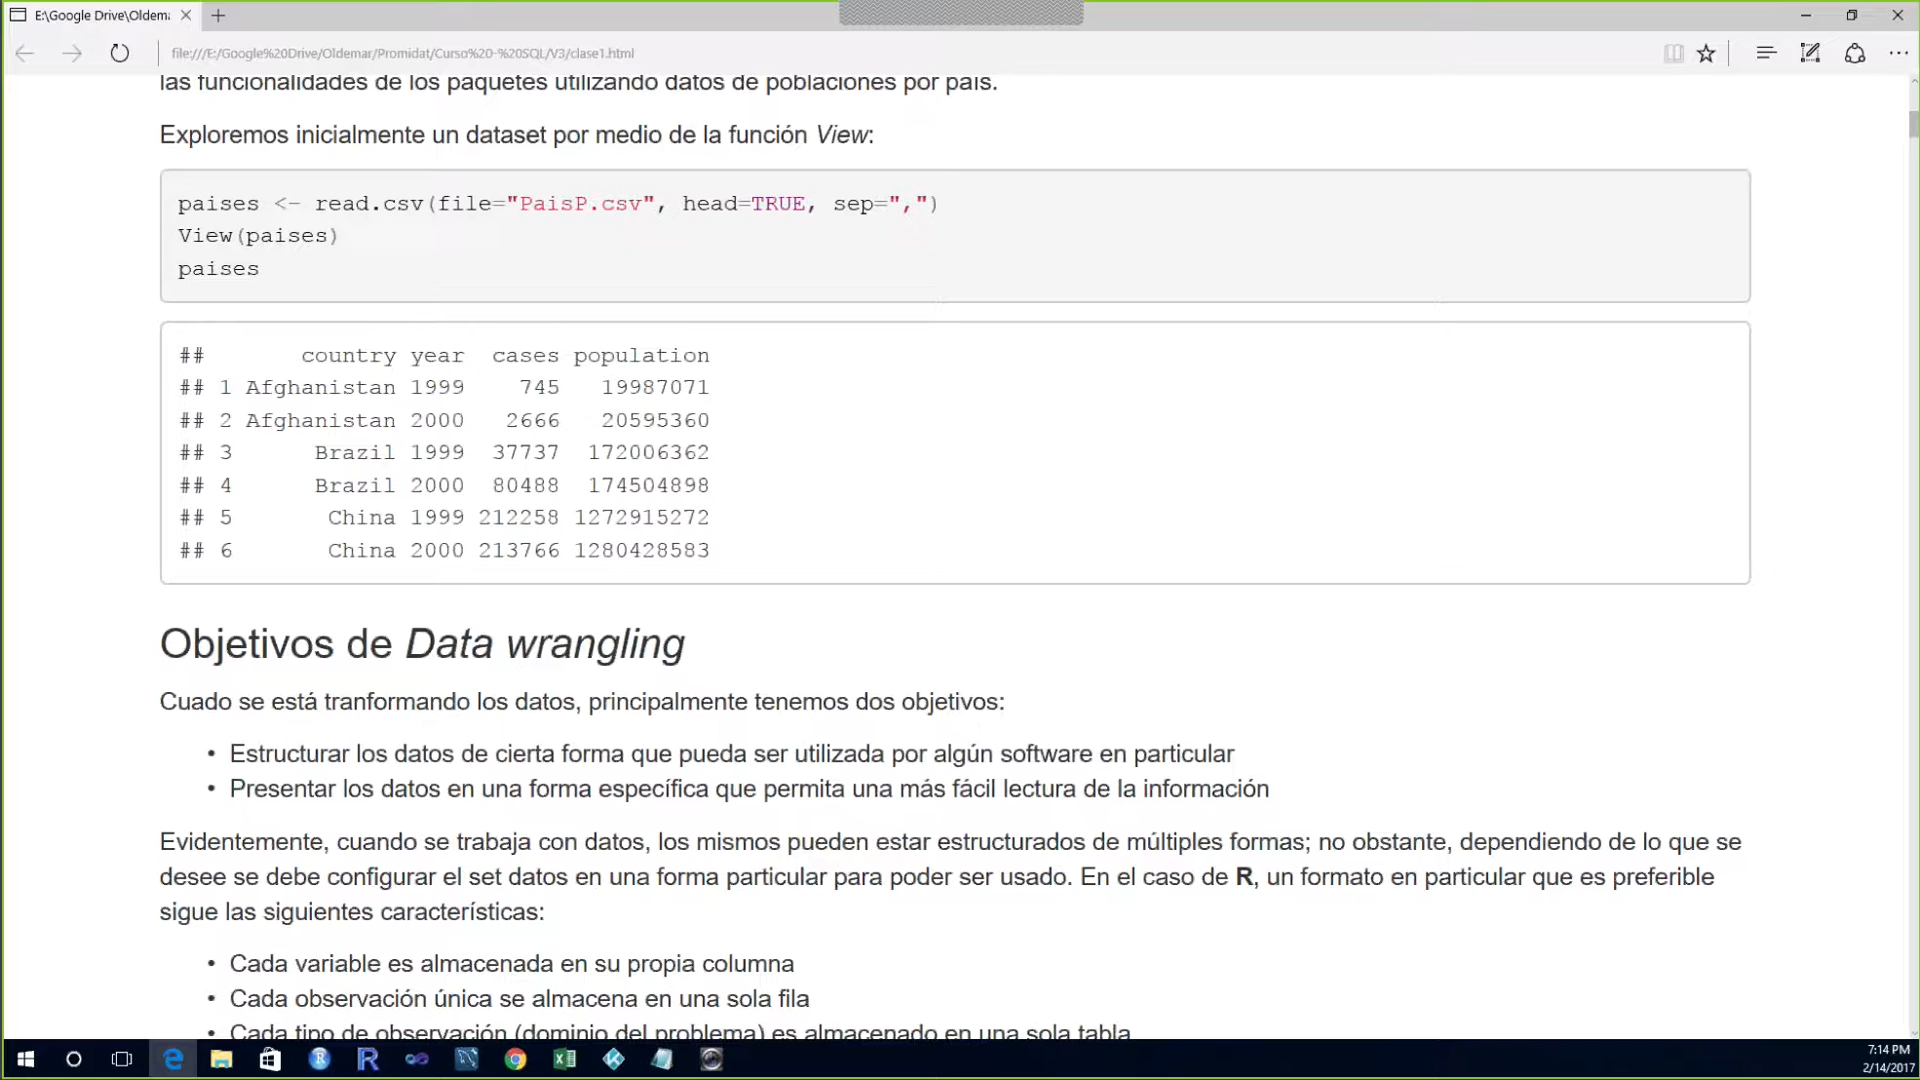 E:\Google Drive\Oldema
file:///E:/Google%20Drive/Oldemar/Promidat/Curso%20-%20SQL/V3/clase1.html
las funcionalidades de los paquetes utilizando datos de poblaciones por país.
Exploremos inicialmente un dataset por medio de la función View:
paises <- read.csv(file="PaisP.csv", head=TRUE, sep=",")
View(paises)
paises
##       country year  cases population
## 1 Afghanistan 1999    745   19987071
## 2 Afghanistan 2000   2666   20595360
## 3      Brazil 1999  37737  172006362
## 4      Brazil 2000  80488  174504898
## 5       China 1999 212258 1272915272
## 6       China 2000 213766 1280428583
Objetivos de Data wrangling
Cuado se está tranformando los datos, principalmente tenemos dos objetivos:
• Estructurar los datos de cierta forma que pueda ser utilizada por algún software en particular
• Presentar los datos en una forma específica que permita una más fácil lectura de la información
Evidentemente, cuando se trabaja con datos, los mismos pueden estar estructurados de múltiples formas; no obstante, dependiendo de lo que se
desee se debe configurar el set datos en una forma particular para poder ser usado. En el caso de R, un formato en particular que es preferible
sigue las siguientes características:
• Cada variable es almacenada en su propia columna
• Cada observación única se almacena en una sola fila
• Cada tipo de observación (dominio del problema) es almacenado en una sola tabla
7:14 PM
2/14/2017